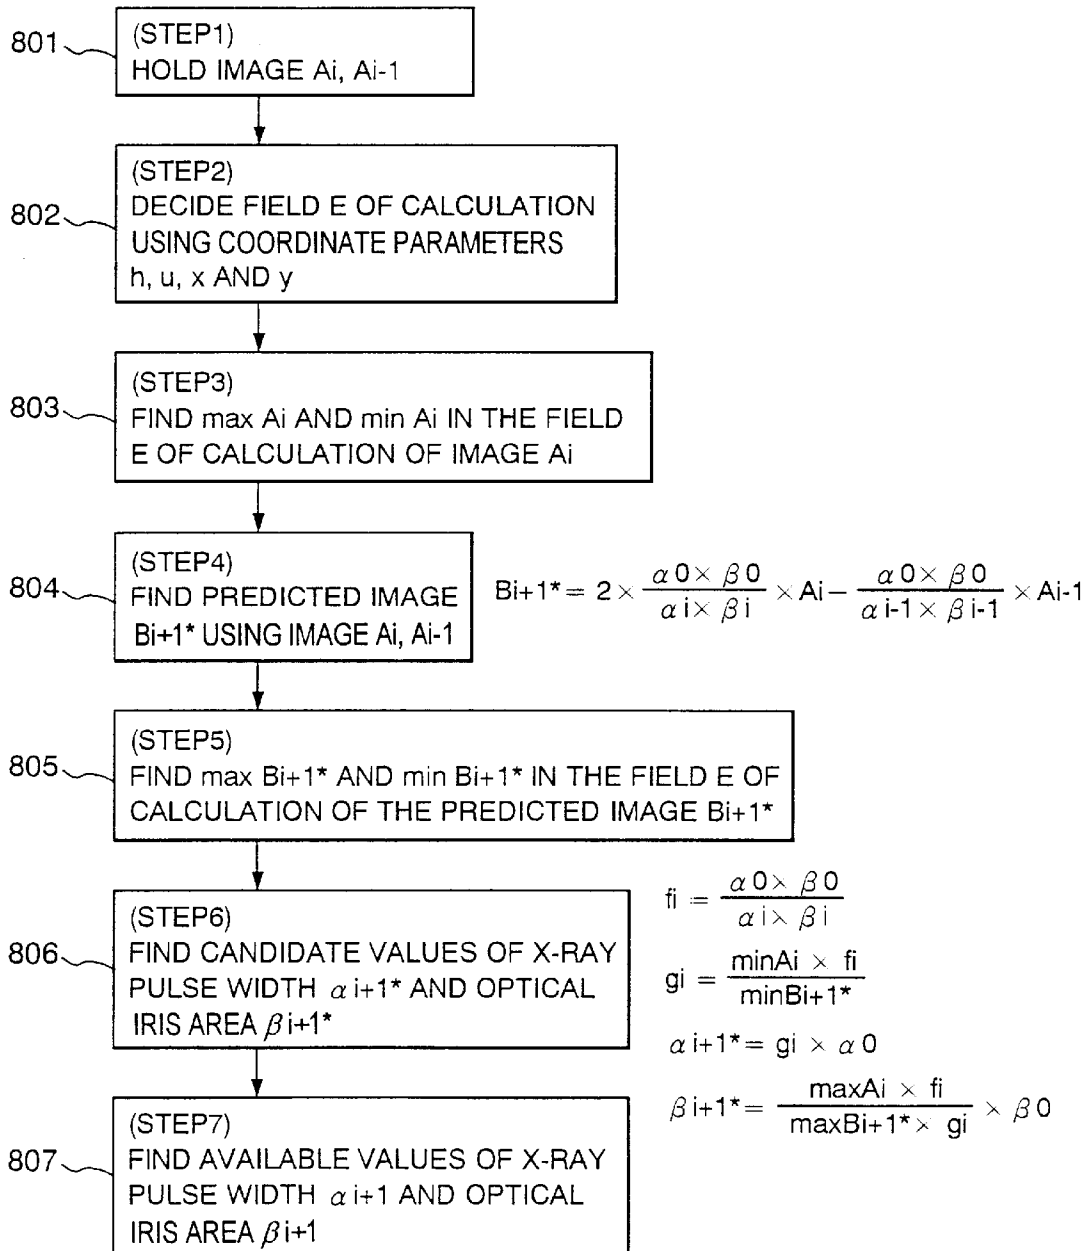 801
(STEP1)
HOLD IMAGE Ai, Ai-1
802
(STEP2)
DECIDE FIELD E OF CALCULATION
USING COORDINATE PARAMETERS
h, u, x AND y
803
(STEP3)
FIND max Ai AND min Ai IN THE FIELD
E OF CALCULATION OF IMAGE Ai
804
(STEP4)
FIND PREDICTED IMAGE
Bi+1* USING IMAGE Ai, Ai-1
Bi+1* = 2 × α0 × β0 / αi × βi × Ai − α0 × β0 / αi-1 × βi-1 × Ai-1
805
(STEP5)
FIND max Bi+1* AND min Bi+1* IN THE FIELD E OF
CALCULATION OF THE PREDICTED IMAGE Bi+1*
806
(STEP6)
FIND CANDIDATE VALUES OF X-RAY
PULSE WIDTH αi+1* AND OPTICAL
IRIS AREA βi+1*
fi = α0 × β0 / αi × βi
gi = minAi × fi / minBi+1*
αi+1* = gi × α0
βi+1* = maxAi × fi / maxBi+1* × gi × β0
807
(STEP7)
FIND AVAILABLE VALUES OF X-RAY
PULSE WIDTH αi+1 AND OPTICAL
IRIS AREA βi+1